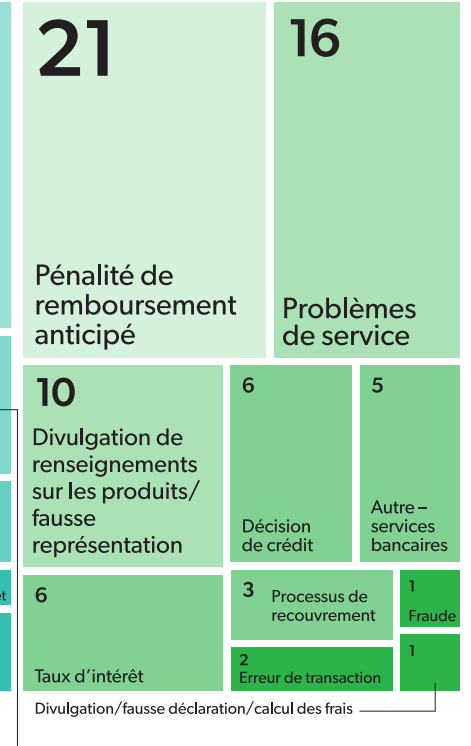 21
Pénalité de
remboursement
anticipé
16
Problèmes
de service
10
Divulgation de
renseignements
sur les produits/
fausse
représentation
6
Décision
de crédit
5
Autre –
services
bancaires
6
Taux d'intérêt
3
Processus de
recouvrement
1
Fraude
2
Erreur de transaction
1
Divulgation/fausse déclaration/calcul des frais